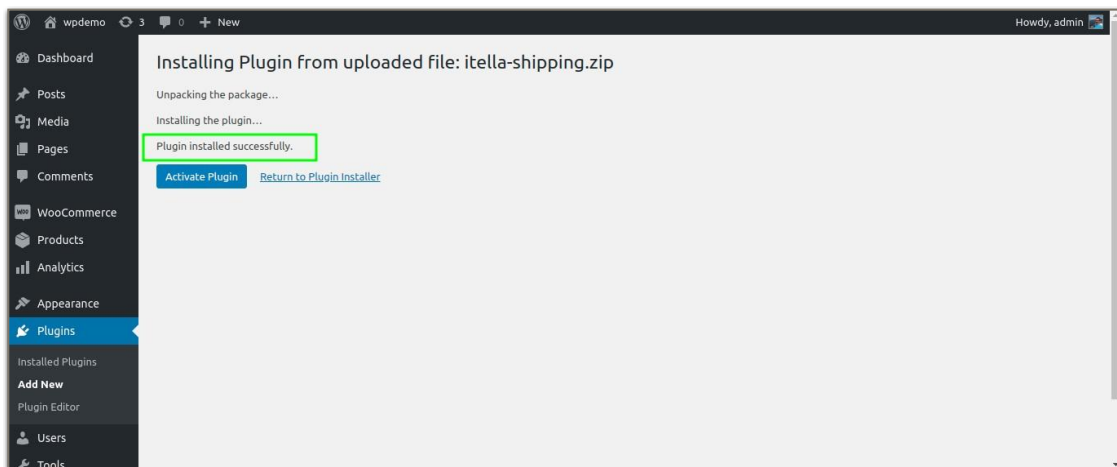 wpdemo 3 0 + New Howdy, admin
Dashboard
Posts
Media
Pages
Comments
WooCommerce
Products
Analytics
Appearance
Plugins
Installed Plugins
Add New
Plugin Editor
Users
Tools
Installing Plugin from uploaded file: itella-shipping.zip
Unpacking the package…
Installing the plugin…
Plugin installed successfully.
Activate Plugin Return to Plugin Installer